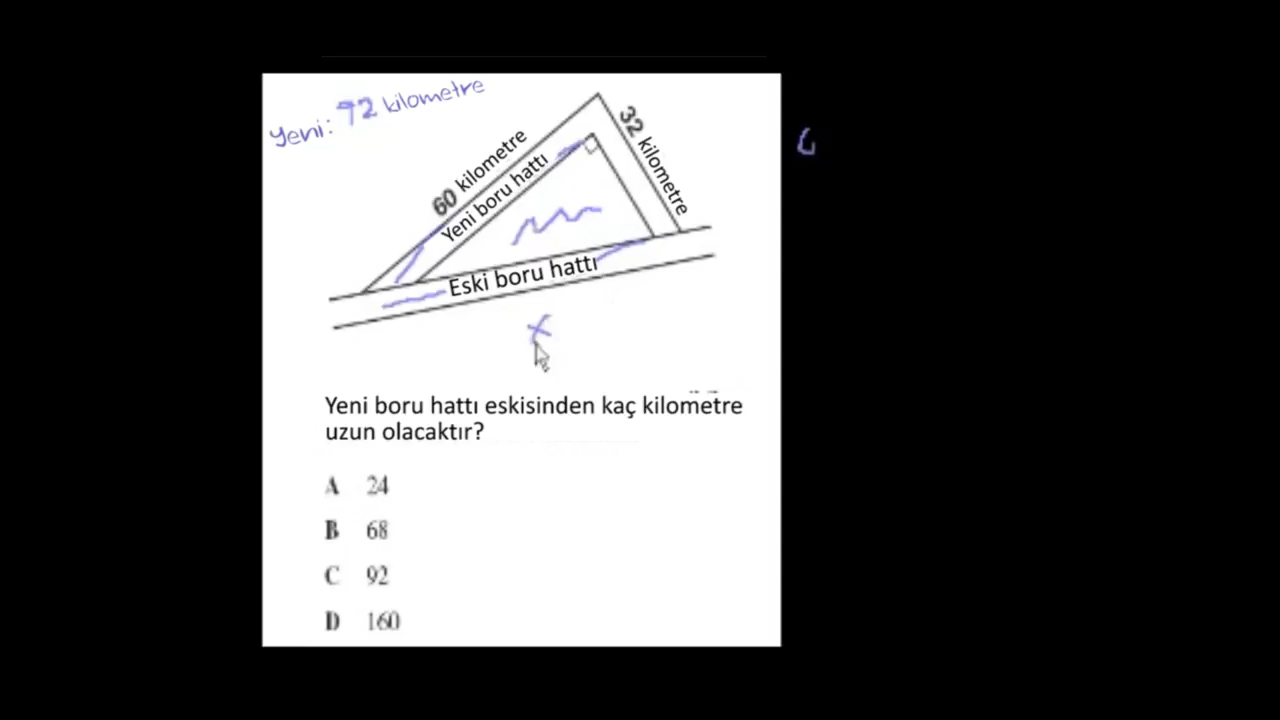 Yeni: 92 kilometre
60 kilometre
32 kilometre
Yeni boru hattı
Eski boru hattı
x
Yeni boru hattı eskisinden kaç kilometre
uzun olacaktır?
A 24
B 68
C 92
D 160